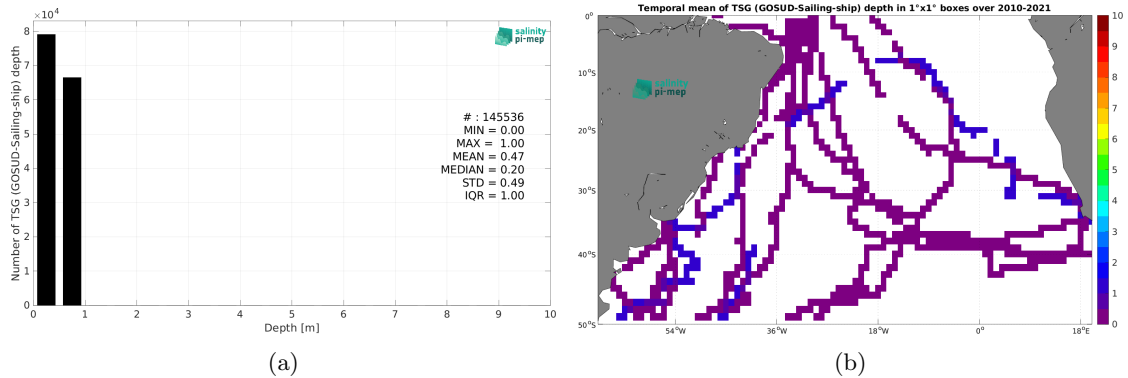 ×10⁴
8
7
6
5
4
3
2
1
0
Number of TSG (GOSUD-Sailing-ship) depth
0 1 2 3 4 5 6 7 8 9 10
Depth [m]
salinity
pi-mep
# : 145536
MIN = 0.00
MAX = 1.00
MEAN = 0.47
MEDIAN = 0.20
STD = 0.49
IQR = 1.00
(a)
Temporal mean of TSG (GOSUD-Sailing-ship) depth in 1°x1° boxes over 2010-2021
0°
10°S
20°S
30°S
40°S
50°S
54°W 36°W 18°W 0° 18°E
salinity
pi-mep
10
9
8
7
6
5
4
3
2
1
0
(b)